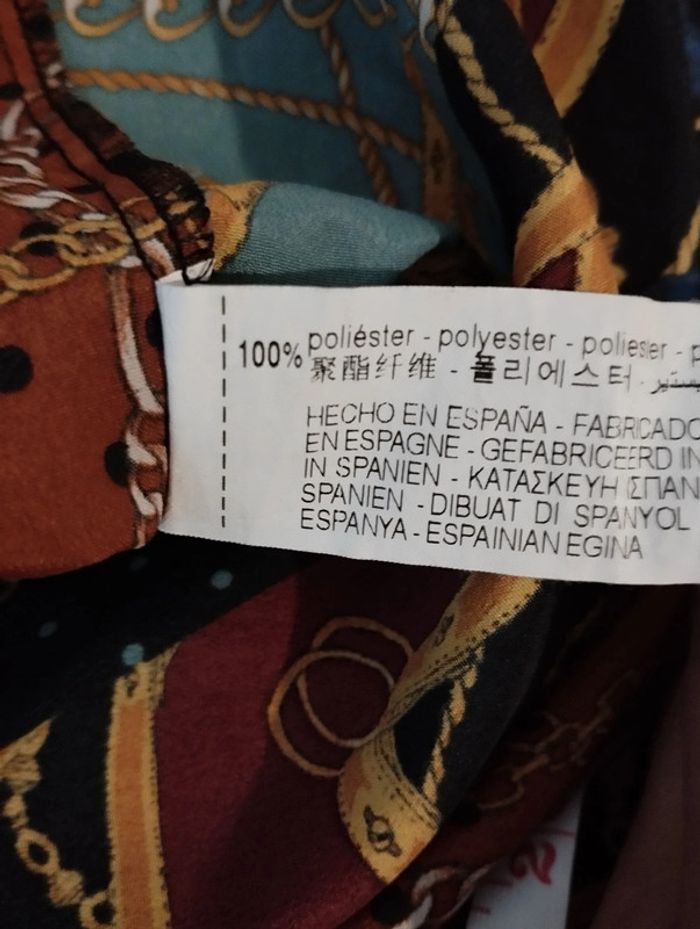 100% poliéster - polyester - poliester - p
聚酯纤维 - 폴리에스터 ·
HECHO EN ESPAÑA - FABRICADO
EN ESPAGNE - GEFABRICEERD IN
IN SPANIEN - ΚΑΤΑΣΚΕΥΗ ΙΣΠΑΝ
SPANIEN - DIBUAT DI SPANYOL
ESPANYA - ESPAINIAN EGINA